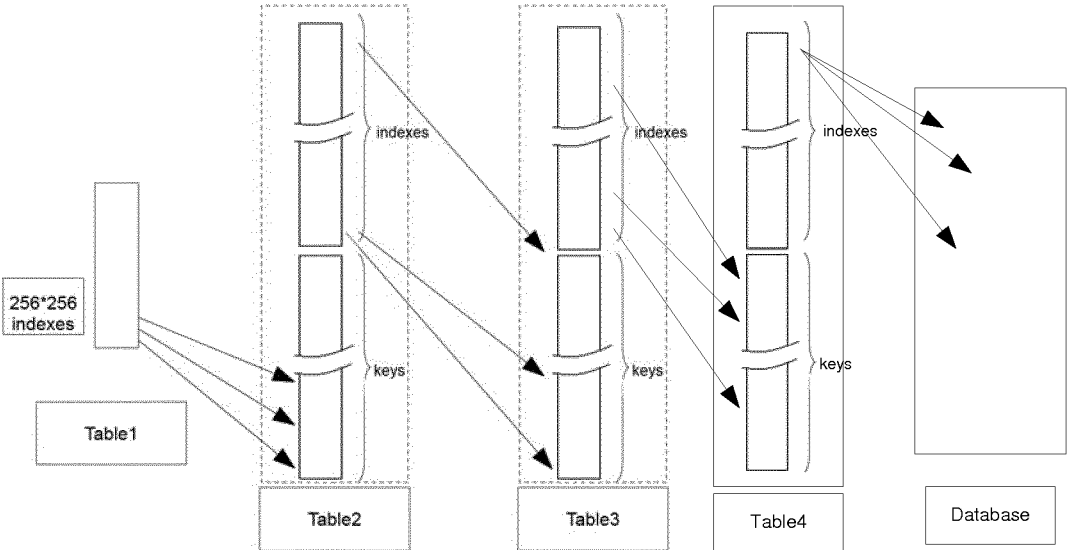 indexes
indexes
indexes
256*256
indexes
keys
keys
keys
Table1
Table2
Table3
Table4
Database